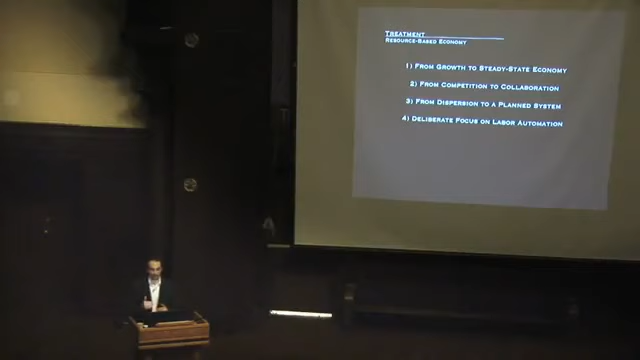 TREATMENT
RESOURCE-BASED ECONOMY
1) FROM GROWTH TO STEADY-STATE ECONOMY
2) FROM COMPETITION TO COLLABORATION
3) FROM DISPERSION TO A PLANNED SYSTEM
4) DELIBERATE FOCUS ON LABOR AUTOMATION